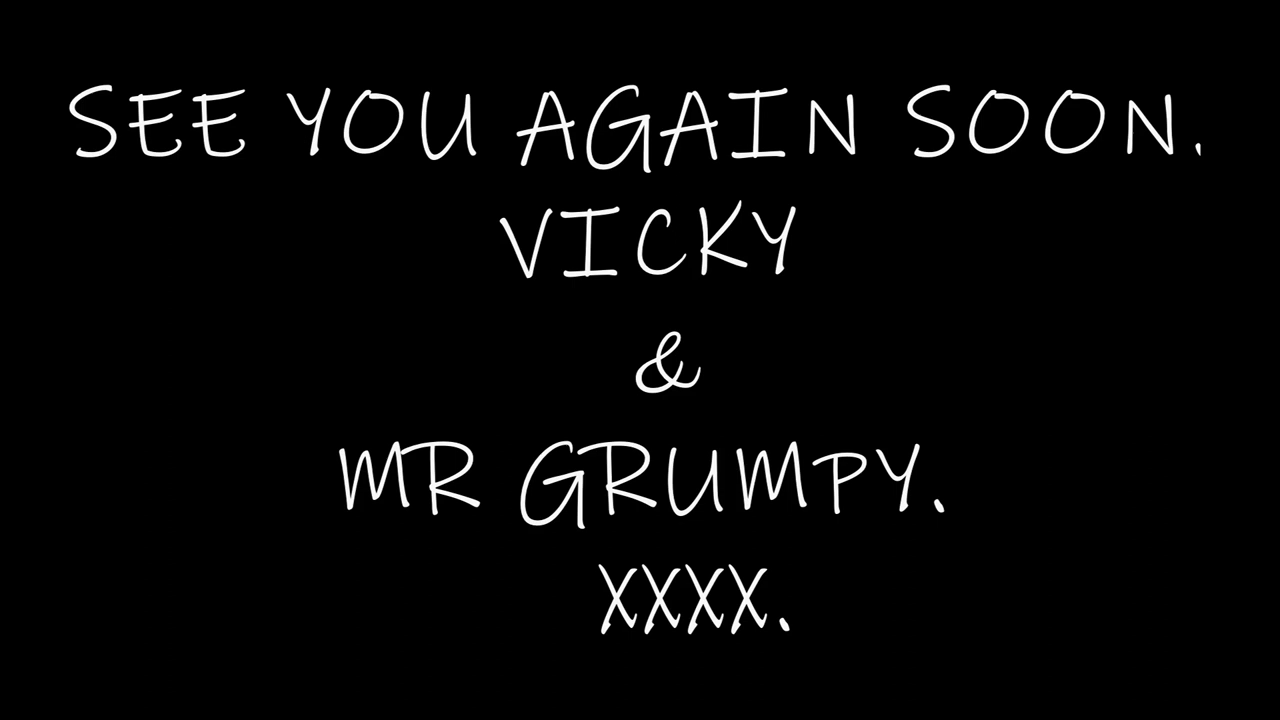 SEE YOU AGAIN SOON.
VICKY
&
MR GRUMPY.
XXXX.